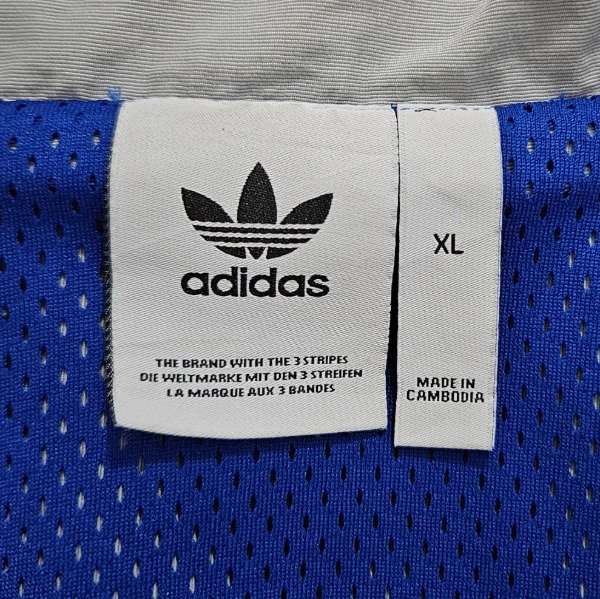 adidas
THE BRAND WITH THE 3 STRIPES
DIE WELTMARKE MIT DEN 3 STREIFEN
LA MARQUE AUX 3 BANDES
XL
MADE IN
CAMBODIA